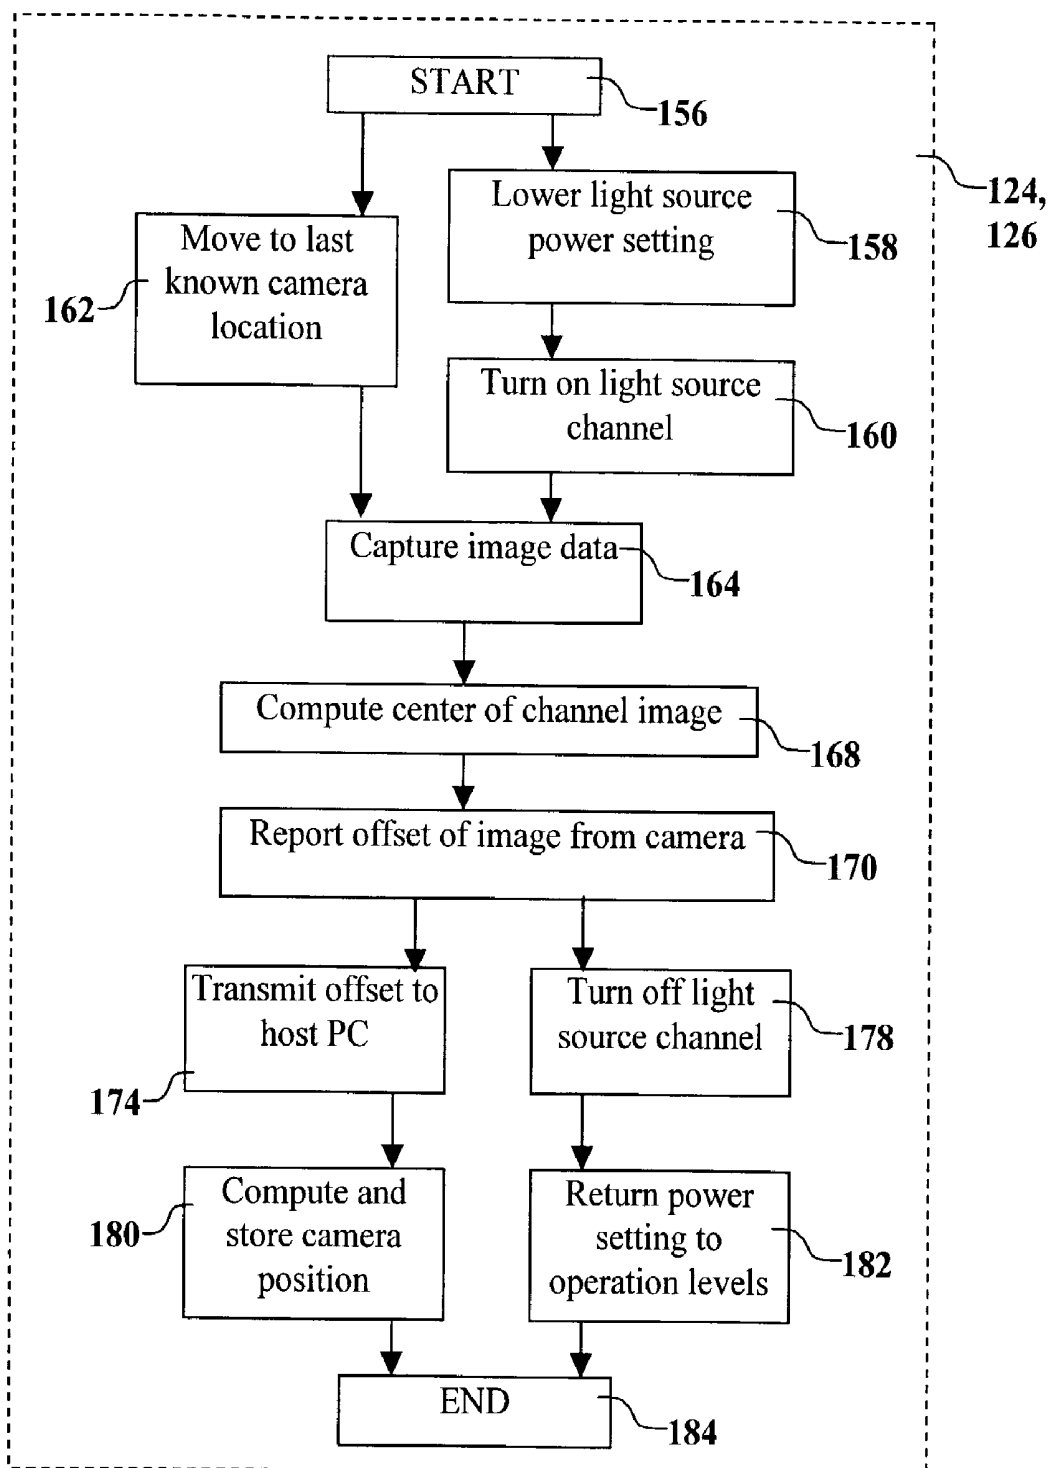 START
156
124,
126
Lower light source
power setting
158
Move to last
known camera
location
162
Turn on light source
channel
160
Capture image data
164
Compute center of channel image
168
Report offset of image from camera
170
Transmit offset to
host PC
174
Turn off light
source channel
178
Compute and
store camera
position
180
Return power
setting to
operation levels
182
END
184